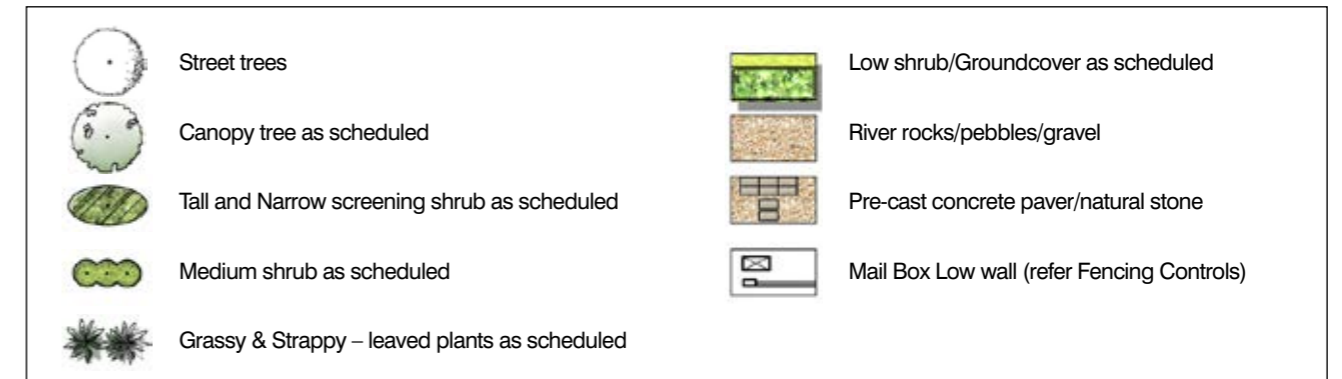 Street trees
Canopy tree as scheduled
Tall and Narrow screening shrub as scheduled
Medium shrub as scheduled
Grassy & Strappy – leaved plants as scheduled
Low shrub/Groundcover as scheduled
River rocks/pebbles/gravel
Pre-cast concrete paver/natural stone
Mail Box Low wall (refer Fencing Controls)